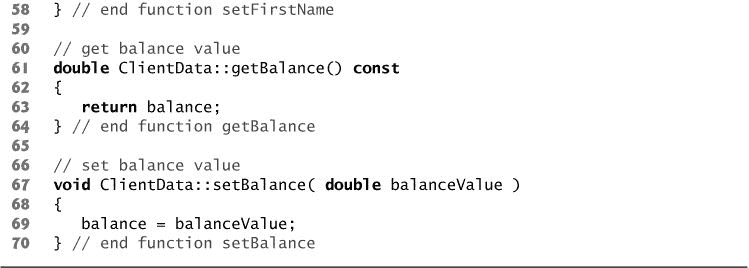 58 } // end function setFirstName
59
60 // get balance value
61 double ClientData::getBalance() const
62 {
63 return balance;
64 } // end function getBalance
65
66 // set balance value
67 void ClientData::setBalance( double balanceValue )
68 {
69 balance = balanceValue;
70 } // end function setBalance